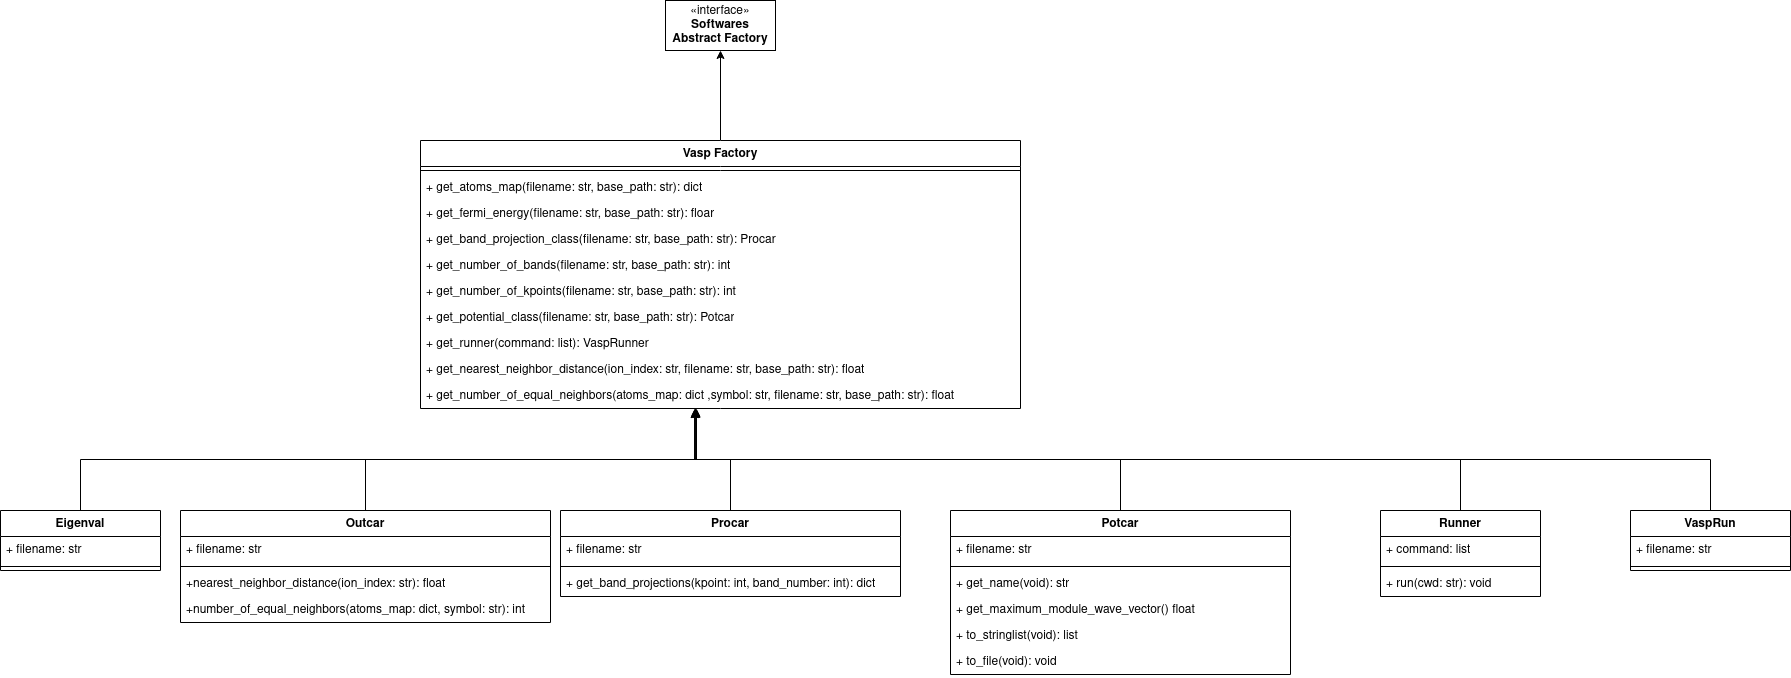 «interface»
Softwares
Abstract Factory
Vasp Factory
+ get_atoms_map(filename: str, base_path: str): dict
+ get_fermi_energy(filename: str, base_path: str): floar
+ get_band_projection_class(filename: str, base_path: str): Procar
+ get_number_of_bands(filename: str, base_path: str): int
+ get_number_of_kpoints(filename: str, base_path: str): int
+ get_potential_class(filename: str, base_path: str): Potcar
+ get_runner(command: list): VaspRunner
+ get_nearest_neighbor_distance(ion_index: str, filename: str, base_path: str): float
+ get_number_of_equal_neighbors(atoms_map: dict ,symbol: str, filename: str, base_path: str): float
Eigenval
+ filename: str
Outcar
+ filename: str
+nearest_neighbor_distance(ion_index: str): float
+number_of_equal_neighbors(atoms_map: dict, symbol: str): int
Procar
+ filename: str
+ get_band_projections(kpoint: int, band_number: int): dict
Potcar
+ filename: str
+ get_name(void): str
+ get_maximum_module_wave_vector() float
+ to_stringlist(void): list
+ to_file(void): void
Runner
+ command: list
+ run(cwd: str): void
VaspRun
+ filename: str